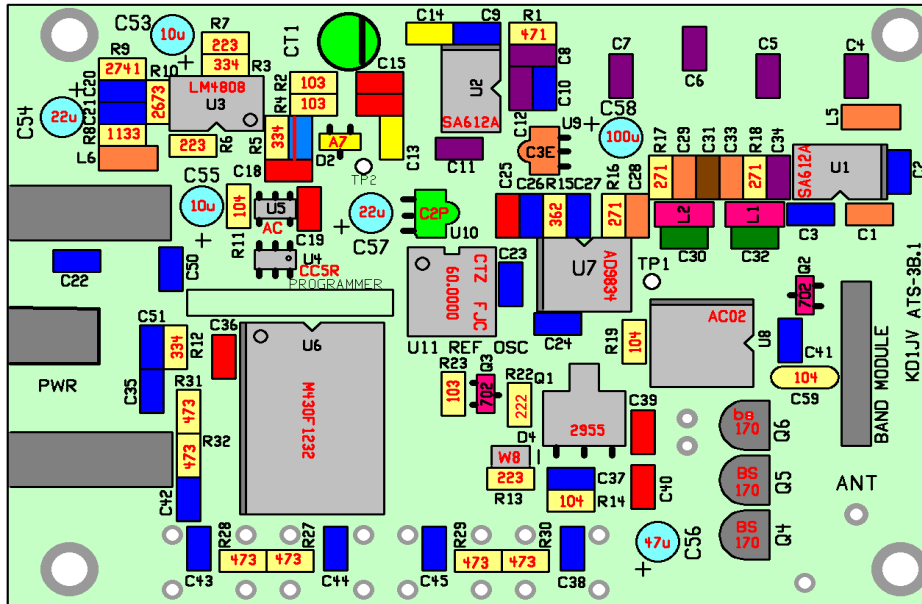 C53
10u
R7
223
334
R3
CT1
C14
C9
R1
471
C8
C7
C6
C5
C4
R9
2741
C20
C21
R10
2673
LM4808
U3
R2
103
R4
103
C15
U2
SA612A
C10
C12
U9
C3E
C58
100u
L5
C54
22u
R8
1133
L6
223
R6
R5
334
C18
A7
D2
TP2
C13
C11
R17
271
C29
C31
C33
R18
271
C34
SA612A
U1
C2
C55
10u
R11
104
U5
AC
C19
22u
C57
C2P
U10
C25
C26
R15
362
C27
R16
271
C28
L2
C30
L1
C32
C3
C1
C22
C50
U4
CC5R
PROGRAMMER
CTZ FJC
60.0000
C23
U7
AD9834
TP1
Q2
702
C51
334
R12
C36
U6
M430F1232
U11 REF OSC
C24
R19
104
AC02
U8
C41
104
C59
BAND MODULE
KD1JV ATS-3B.1
PWR
C35
R31
473
R32
473
C42
R23
103
Q3
702
R22
222
Q1
2955
C39
bs
170
Q6
D4
W8
223
R13
C37
104
R14
C40
BS
170
Q5
ANT
C43
R28
473
473
R27
C44
C45
R29
473
473
R30
C38
47u
C56
BS
170
Q4